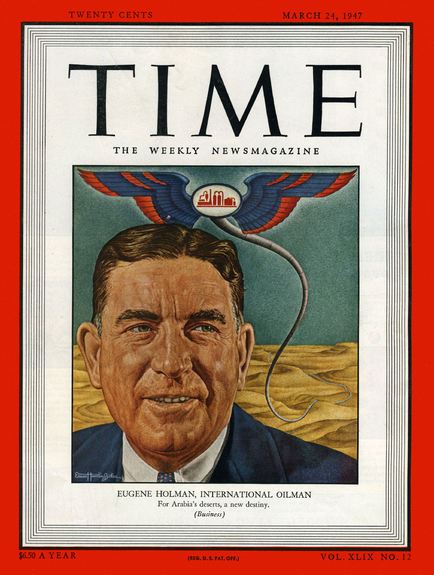 TWENTY CENTS MARCH 24, 1947
TIME
THE WEEKLY NEWSMAGAZINE
EUGENE HOLMAN, INTERNATIONAL OILMAN
For Arabia's deserts, a new destiny.
(Business)
$6.50 A YEAR (REG. U. S. PAT. OFF.) VOL. XLIX NO. 12